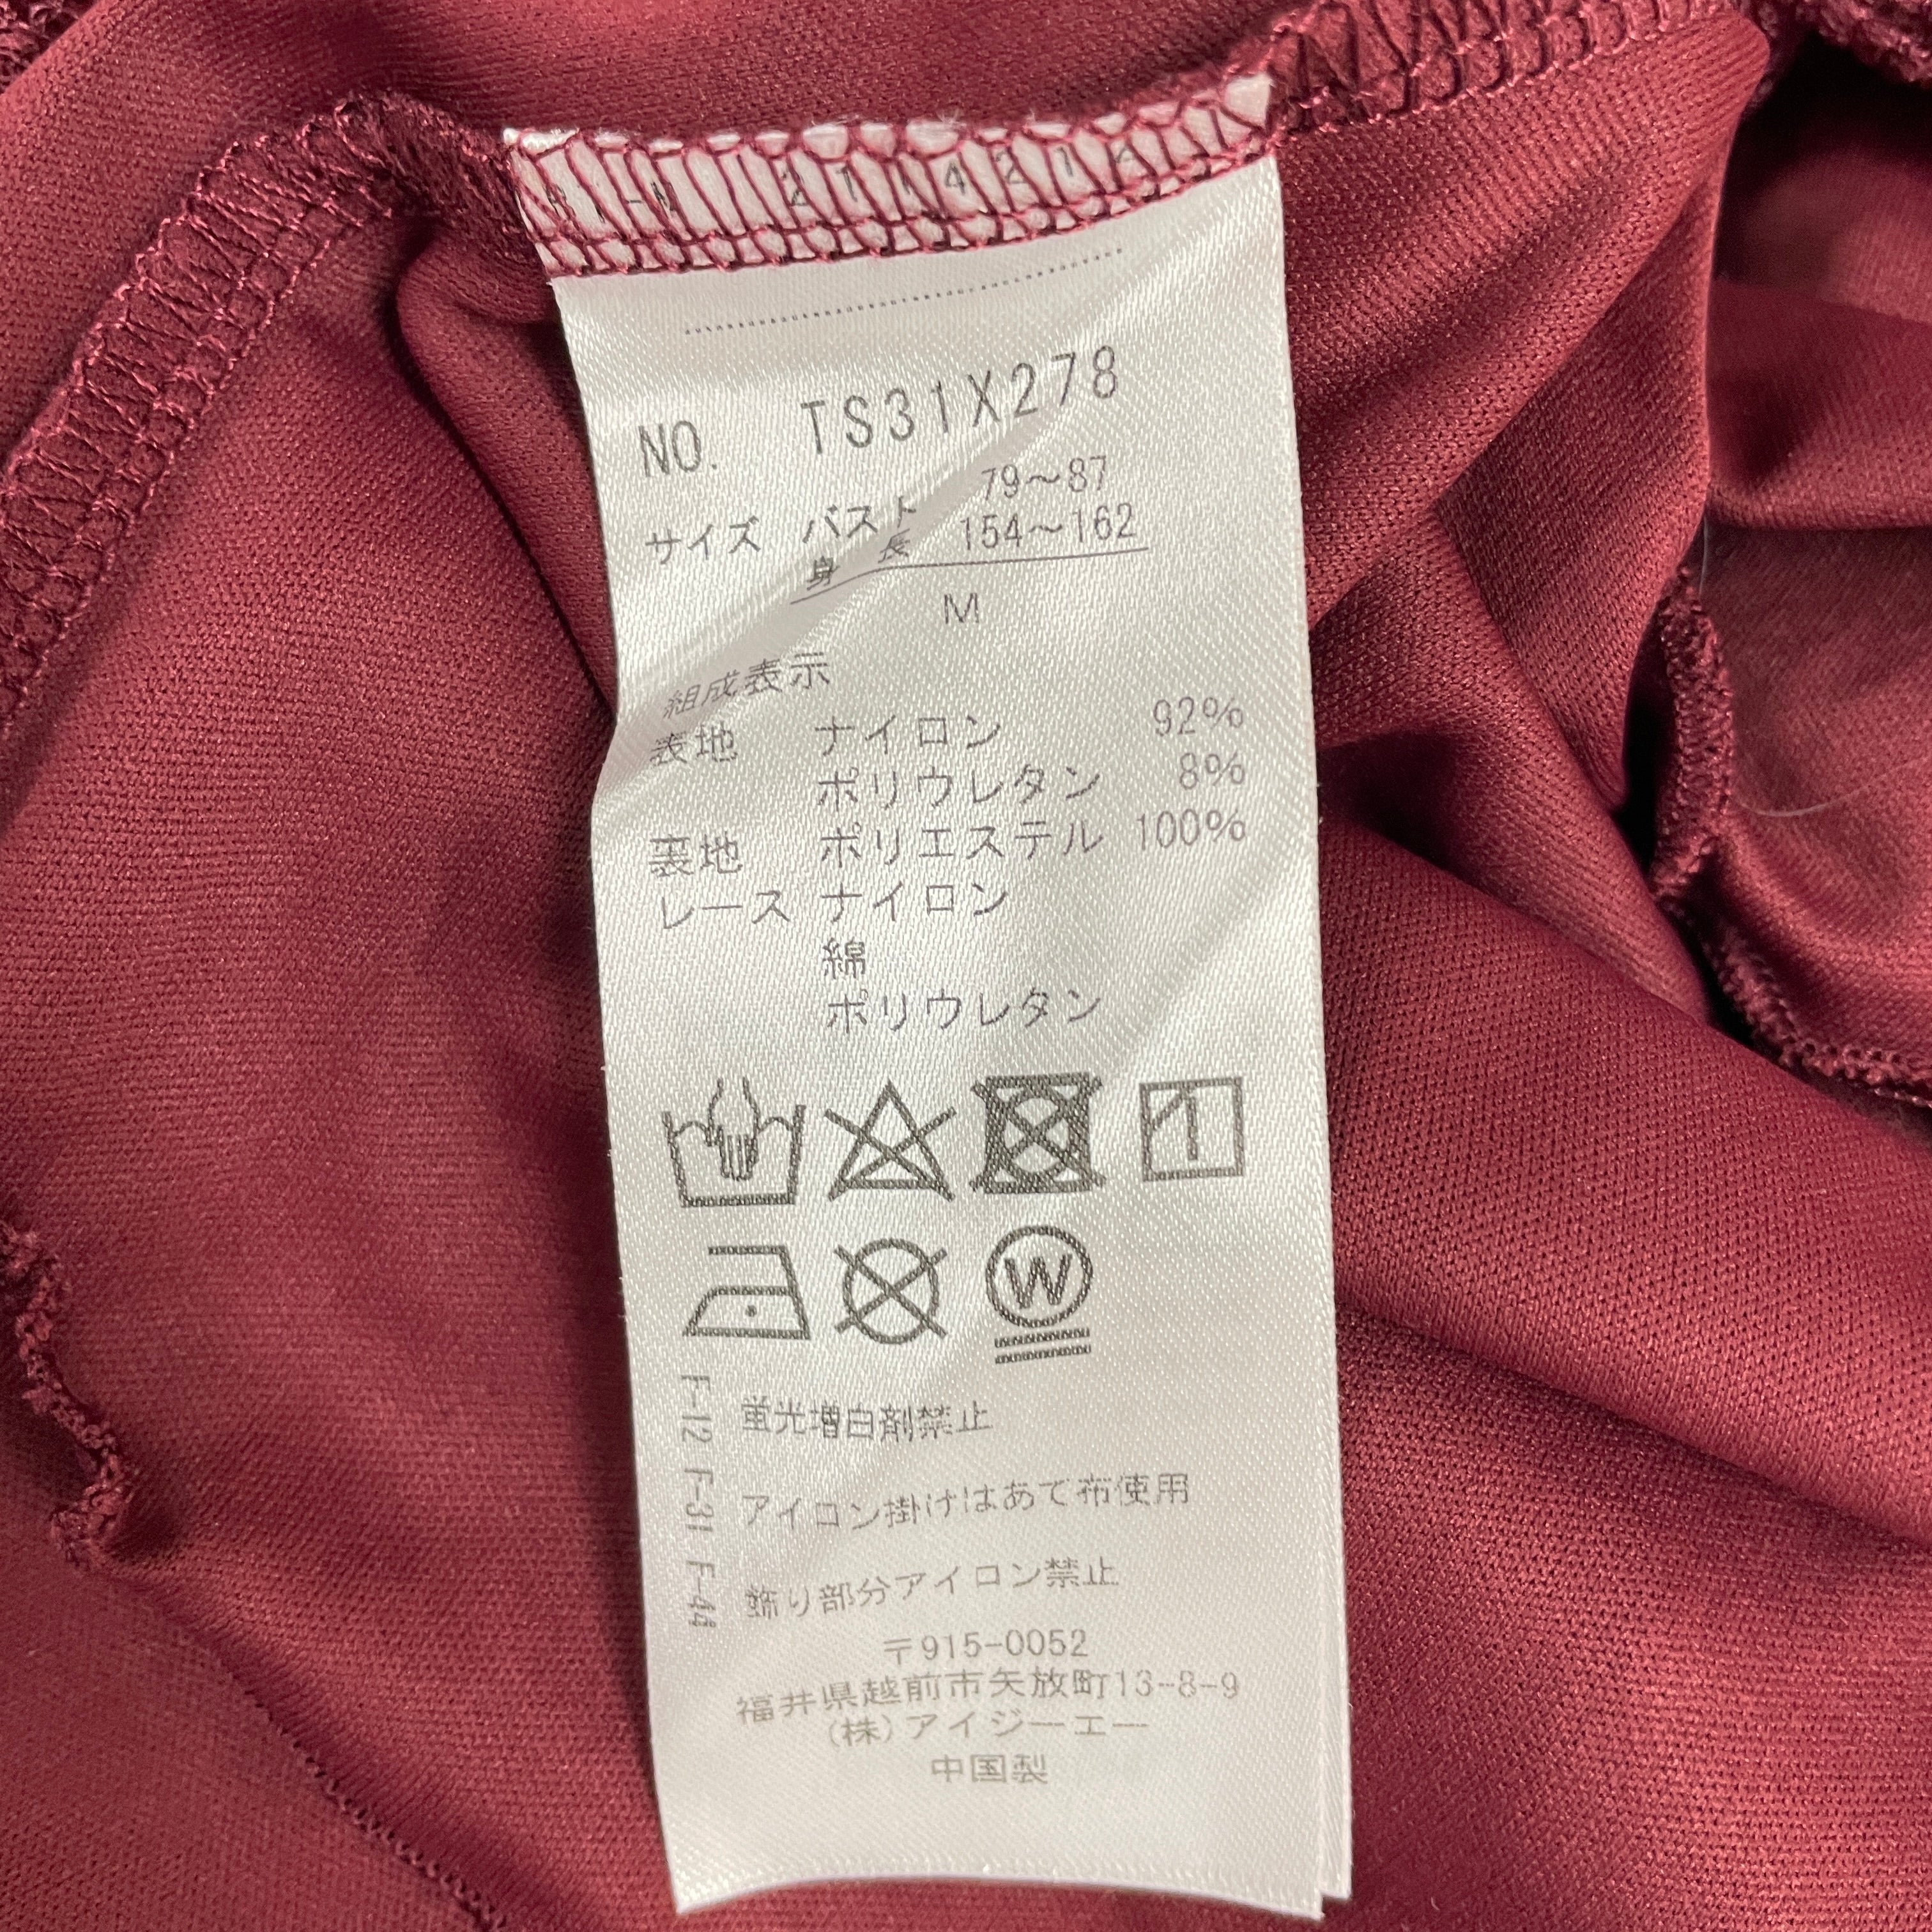 NO. TS31X278
サイズ バスト 79～87
身長 154～162
M
組成表示
表地 ナイロン 92%
ポリウレタン 8%
裏地 ポリエステル 100%
レース ナイロン
綿
ポリウレタン
W
F-12 F-31 F-44
蛍光増白剤禁止
アイロン掛けはあて布使用
飾り部分アイロン禁止
〒915-0052
福井県越前市矢放町13-8-9
(株)アイジーエー
中国製